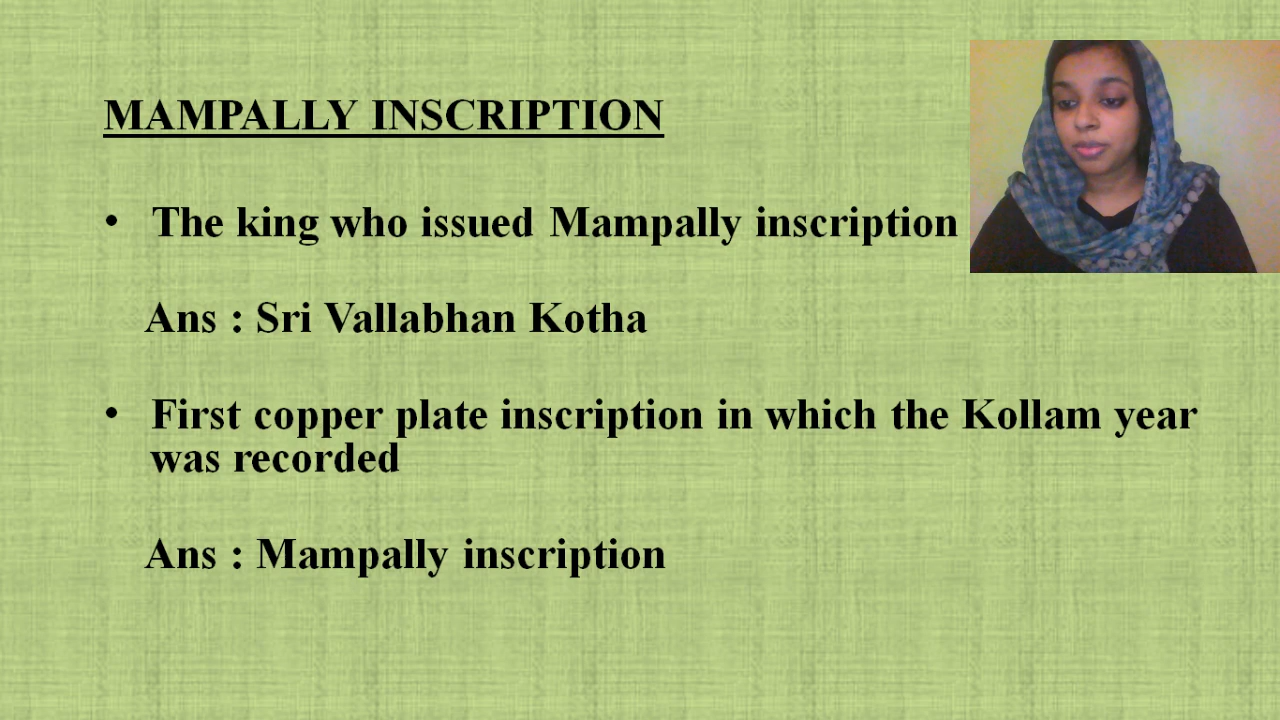 MAMPALLY INSCRIPTION
• The king who issued Mampally inscription
Ans : Sri Vallabhan Kotha
• First copper plate inscription in which the Kollam year
was recorded
Ans : Mampally inscription